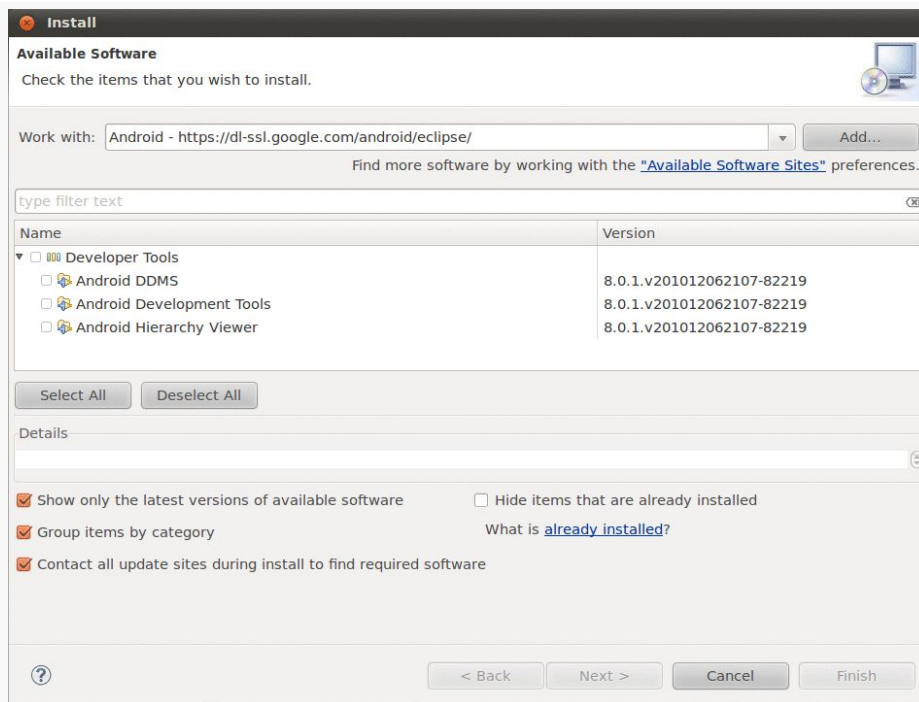 Install
Available Software
Check the items that you wish to install.
Work with: Android - https://dl-ssl.google.com/android/eclipse/ Add...
Find more software by working with the "Available Software Sites" preferences.
type filter text
Name Version
Developer Tools
Android DDMS 8.0.1.v201012062107-82219
Android Development Tools 8.0.1.v201012062107-82219
Android Hierarchy Viewer 8.0.1.v201012062107-82219
Select All Deselect All
Details
Show only the latest versions of available software Hide items that are already installed
Group items by category What is already installed?
Contact all update sites during install to find required software
? < Back Next > Cancel Finish